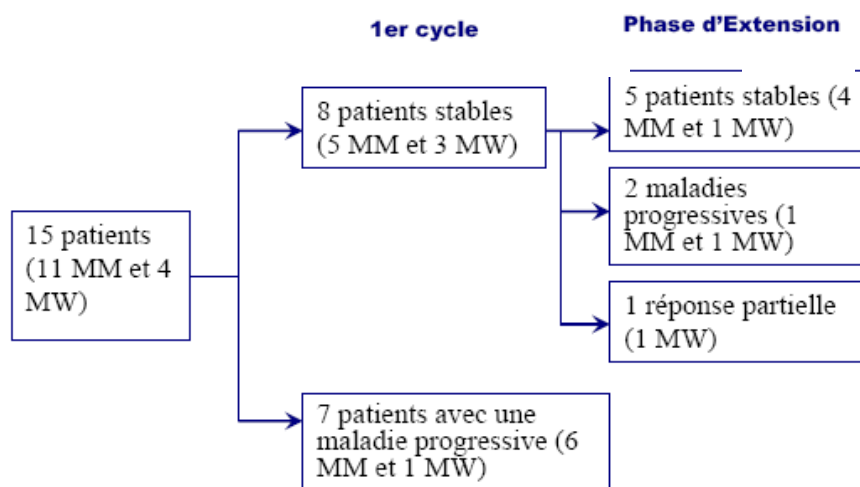 1er cycle
Phase d'Extension
15 patients
(11 MM et 4
MW)
8 patients stables
(5 MM et 3 MW)
7 patients avec une
maladie progressive (6
MM et 1 MW)
5 patients stables (4
MM et 1 MW)
2 maladies
progressives (1
MM et 1 MW)
1 réponse partielle
(1 MW)